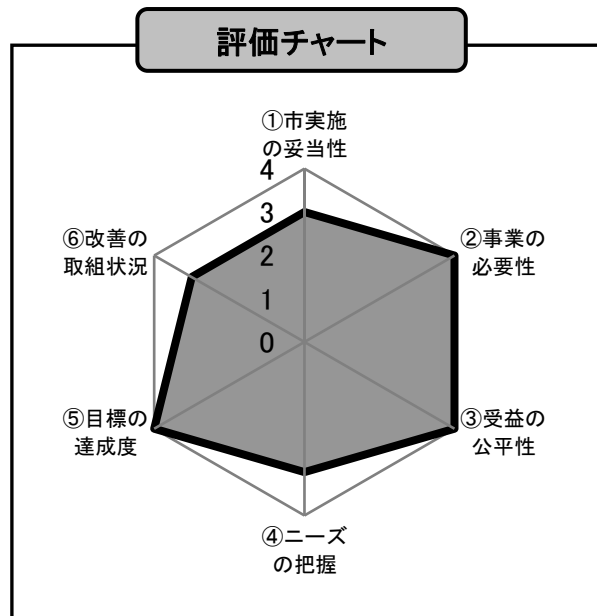 評価チャート
①市実施
の妥当性
4
3
2
1
0
②事業の
必要性
③受益の
公平性
④ニーズ
の把握
⑤目標の
達成度
⑥改善の
取組状況